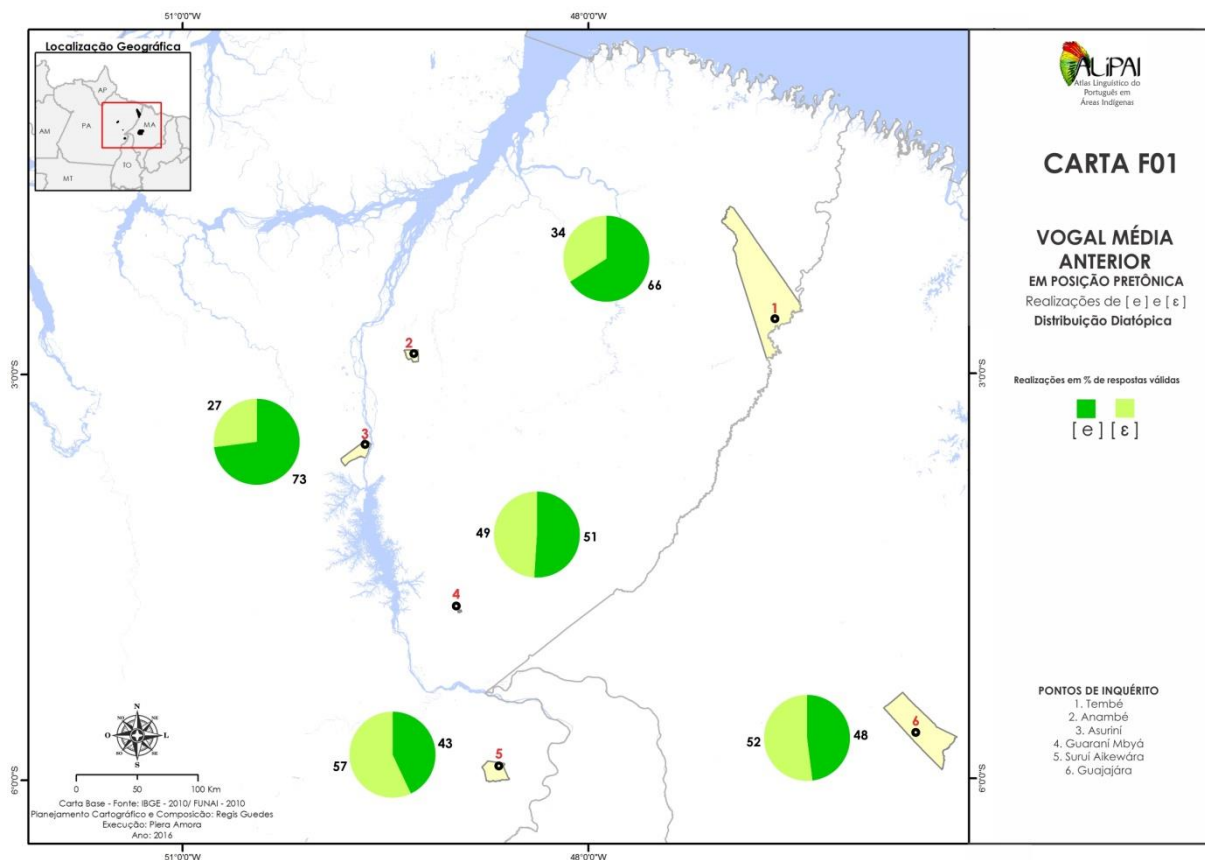 51°0'0"W
48°0'0"W
Localização Geográfica
AP
AM
PA
MA
TO
MT
ALiPAI
Atlas Linguístico do
Português em
Áreas Indígenas
CARTA F01
VOGAL MÉDIA
ANTERIOR
EM POSIÇÃO PRETÔNICA
Realizações de [ e ] e [ ɛ ]
Distribuição Diatópica
Realizações em % de respostas válidas
[ e ] [ ɛ ]
34
66
1
2
3°0'0"S
3°0'0"S
27
73
3
49
51
4
43
57
5
52
48
6
PONTOS DE INQUÉRITO
1. Tembé
2. Anambé
3. Asuriní
4. Guaraní Mbyá
5. Suruí Aikewára
6. Guajajára
N
NO
NE
O
L
SO
SE
S
0
50
100 Km
6°0'0"S
6°0'0"S
Carta Base - Fonte: IBGE - 2010/ FUNAI - 2010
Planejamento Cartográfico e Composicão: Regis Guedes
Execução: Piera Amora
Ano: 2016
51°0'0"W
48°0'0"W